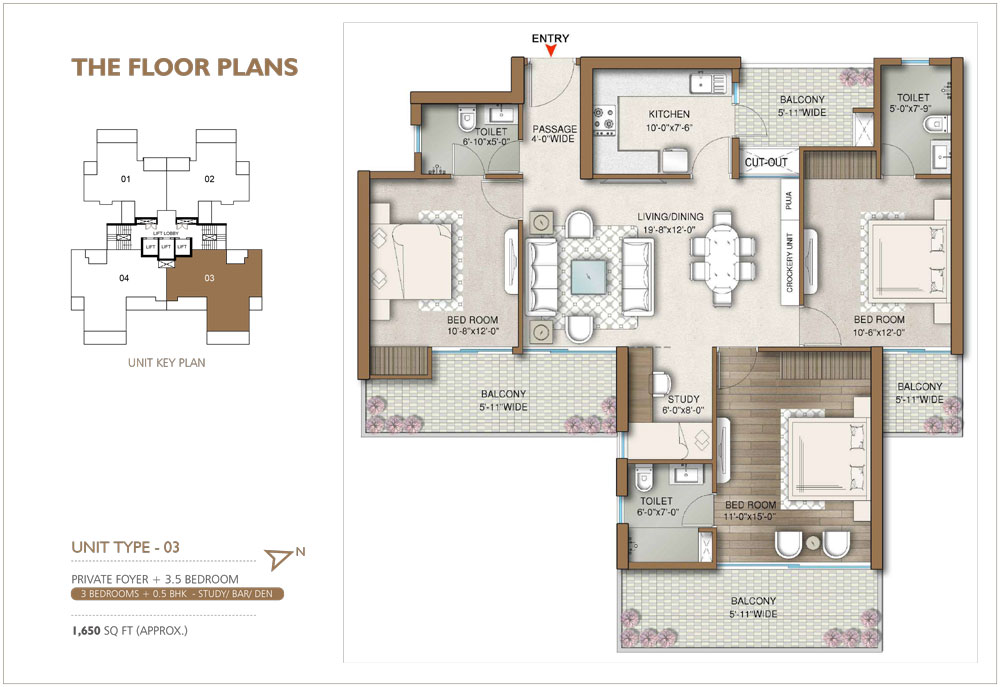 THE FLOOR PLANS
01
02
LIFT LOBBY
LIFT
LIFT
LIFT
04
03
UNIT KEY PLAN
UNIT TYPE - 03
N
PRIVATE FOYER + 3.5 BEDROOM
3 BEDROOMS + 0.5 BHK - STUDY/ BAR/ DEN
1,650 SQ FT (APPROX.)
ENTRY
TOILET
6'-10"X5'-0"
PASSAGE
4'-0"WIDE
KITCHEN
10'-0"x7'-6"
BALCONY
5'-11"WIDE
TOILET
5'-0"x7'-9"
CUT-OUT
PUJA
LIVING/DINING
19'-8"x12'-0"
CROCKERY UNIT
BED ROOM
10'-8"x12'-0"
BED ROOM
10'-6"x12'-0"
BALCONY
5'-11"WIDE
STUDY
6'-0"x8'-0"
BALCONY
5'-11"WIDE
TOILET
6'-0"x7'-0"
BED ROOM
11'-0"x15'-0"
BALCONY
5'-11"WIDE